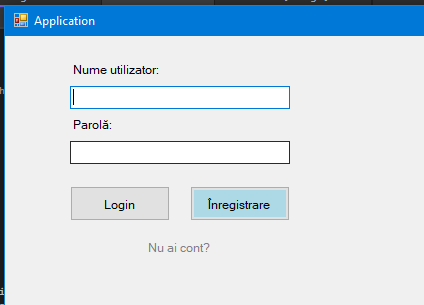 Application
Nume utilizator:
Parolă:
Login
Înregistrare
Nu ai cont?